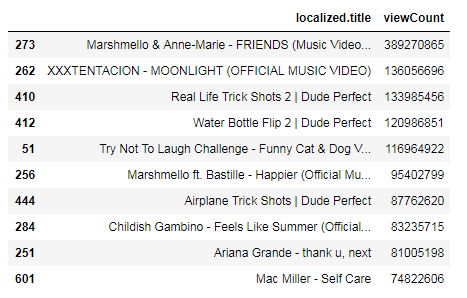 localized.title viewCount
273 Marshmello & Anne-Marie - FRIENDS (Music Video... 389270865
262 XXXTENTACION - MOONLIGHT (OFFICIAL MUSIC VIDEO) 136056696
410 Real Life Trick Shots 2 | Dude Perfect 133985456
412 Water Bottle Flip 2 | Dude Perfect 120986851
51 Try Not To Laugh Challenge - Funny Cat & Dog V... 116964922
256 Marshmello ft. Bastille - Happier (Official Mu... 95402799
444 Airplane Trick Shots | Dude Perfect 87762620
284 Childish Gambino - Feels Like Summer (Official... 83235715
251 Ariana Grande - thank u, next 81005198
601 Mac Miller - Self Care 74822606